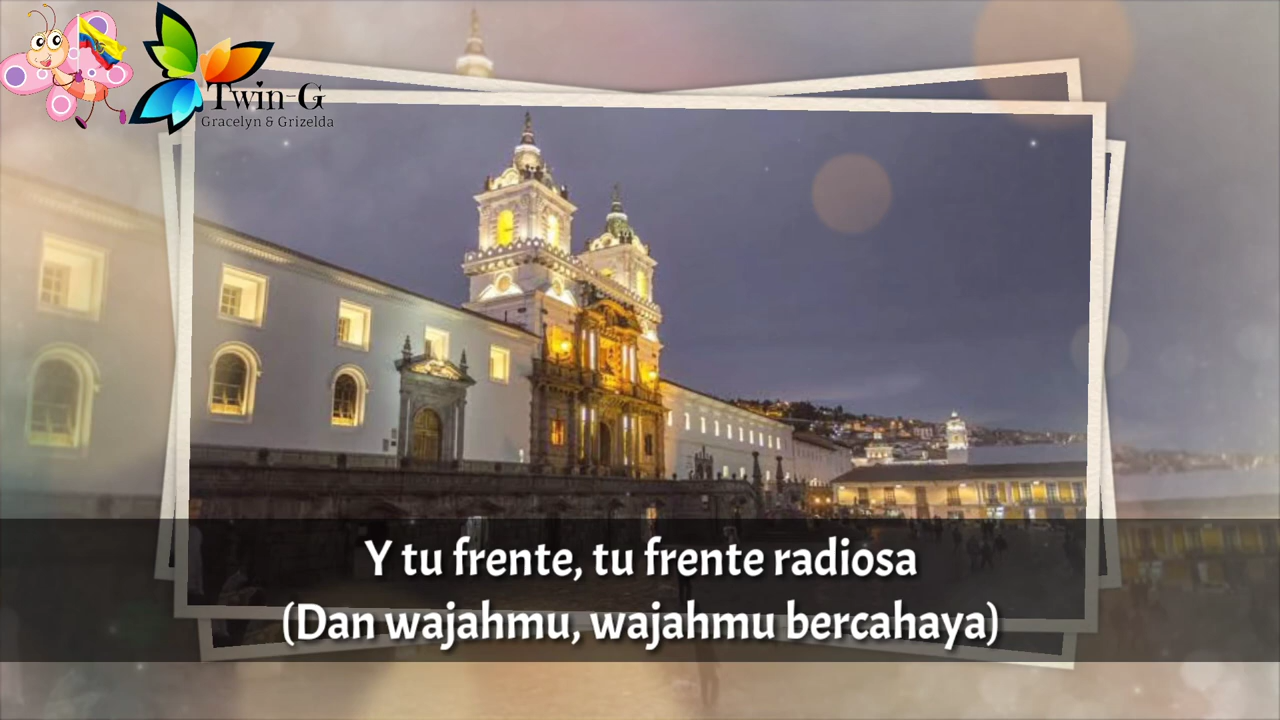 Twin-G
Gracelyn & Grizelda
Y tu frente, tu frente radiosa
(Dan wajahmu, wajahmu bercahaya)